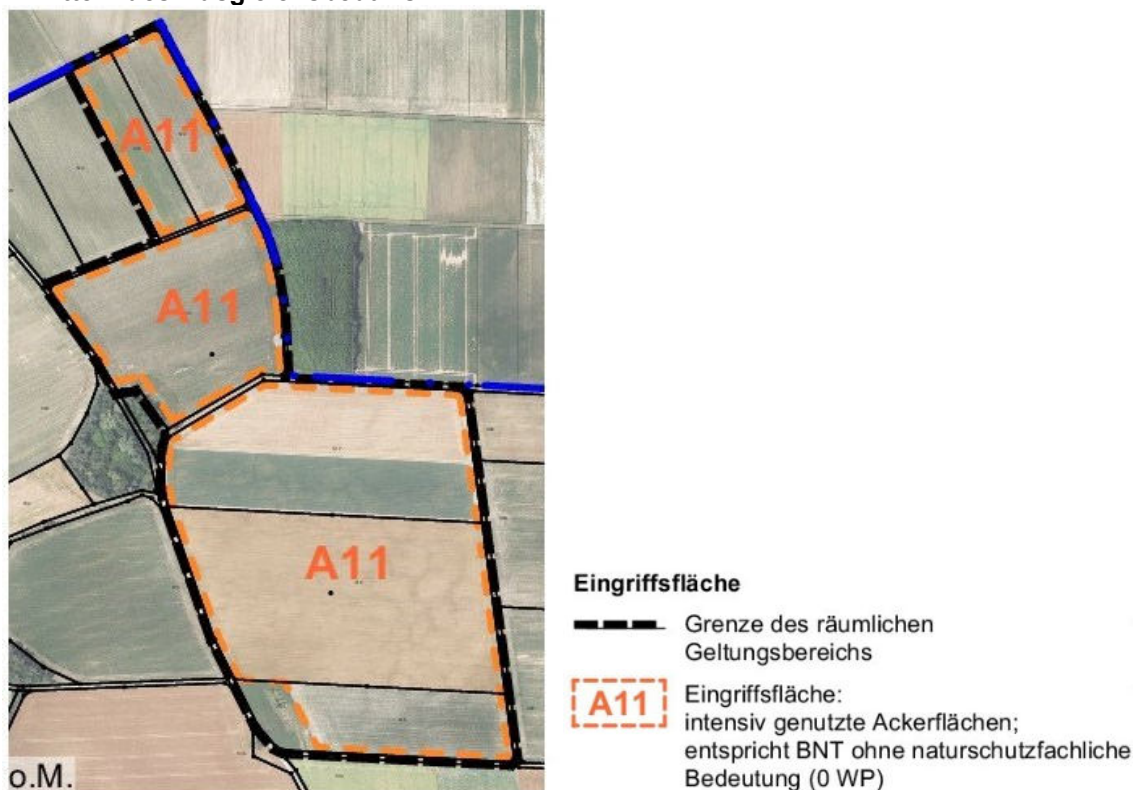 A11
A11
A11
o.M.
Eingriffsfläche
Grenze des räumlichen
Geltungsbereichs
A11
Eingriffsfläche:
intensiv genutzte Ackerflächen;
entspricht BNT ohne naturschutzfachliche
Bedeutung (0 WP)